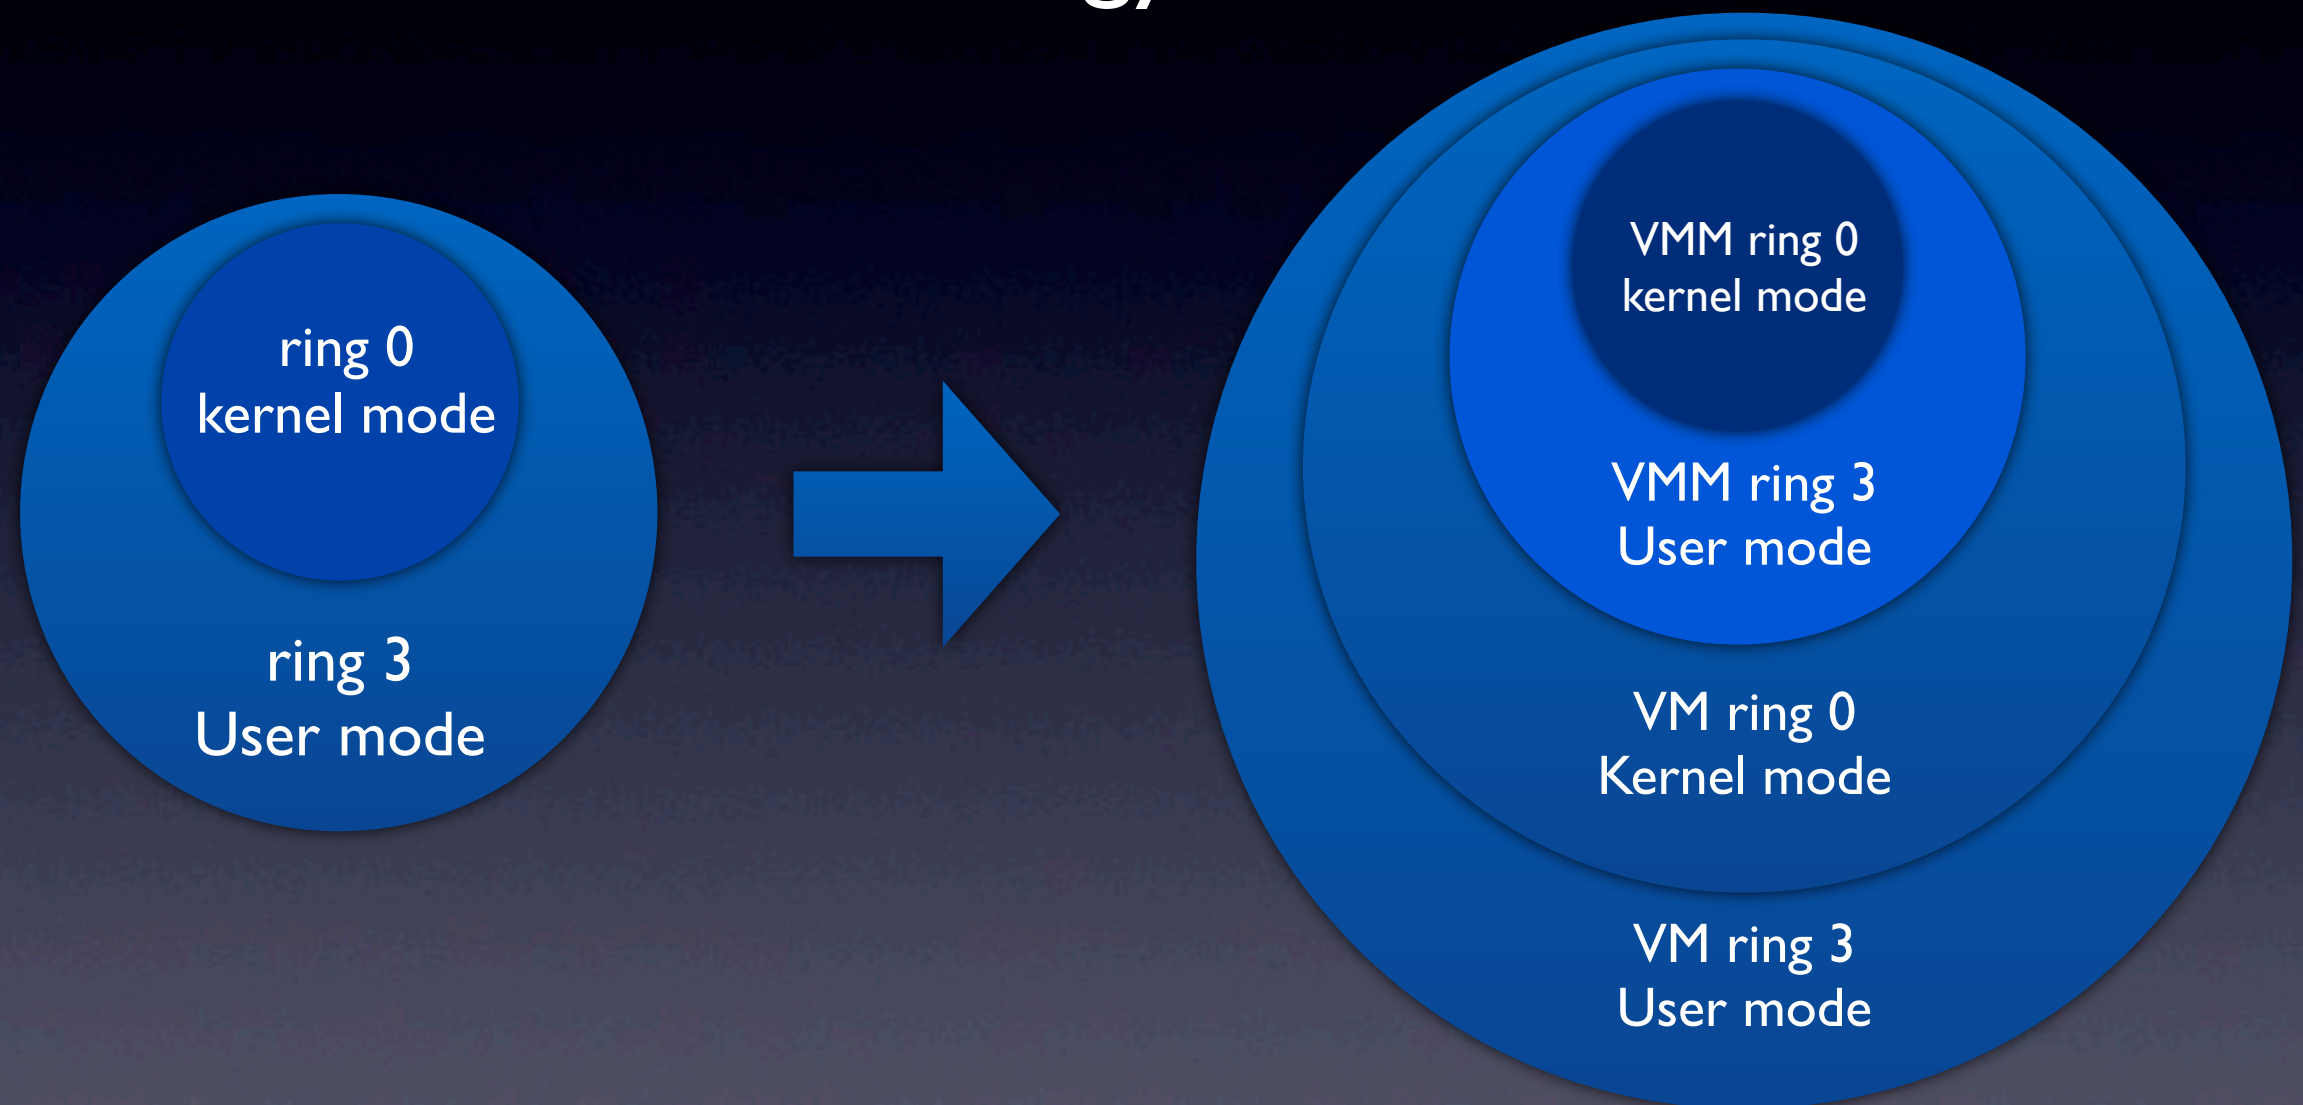 ring 0
kernel mode
ring 3
User mode
VMM ring 0
kernel mode
VMM ring 3
User mode
VM ring 0
Kernel mode
VM ring 3
User mode